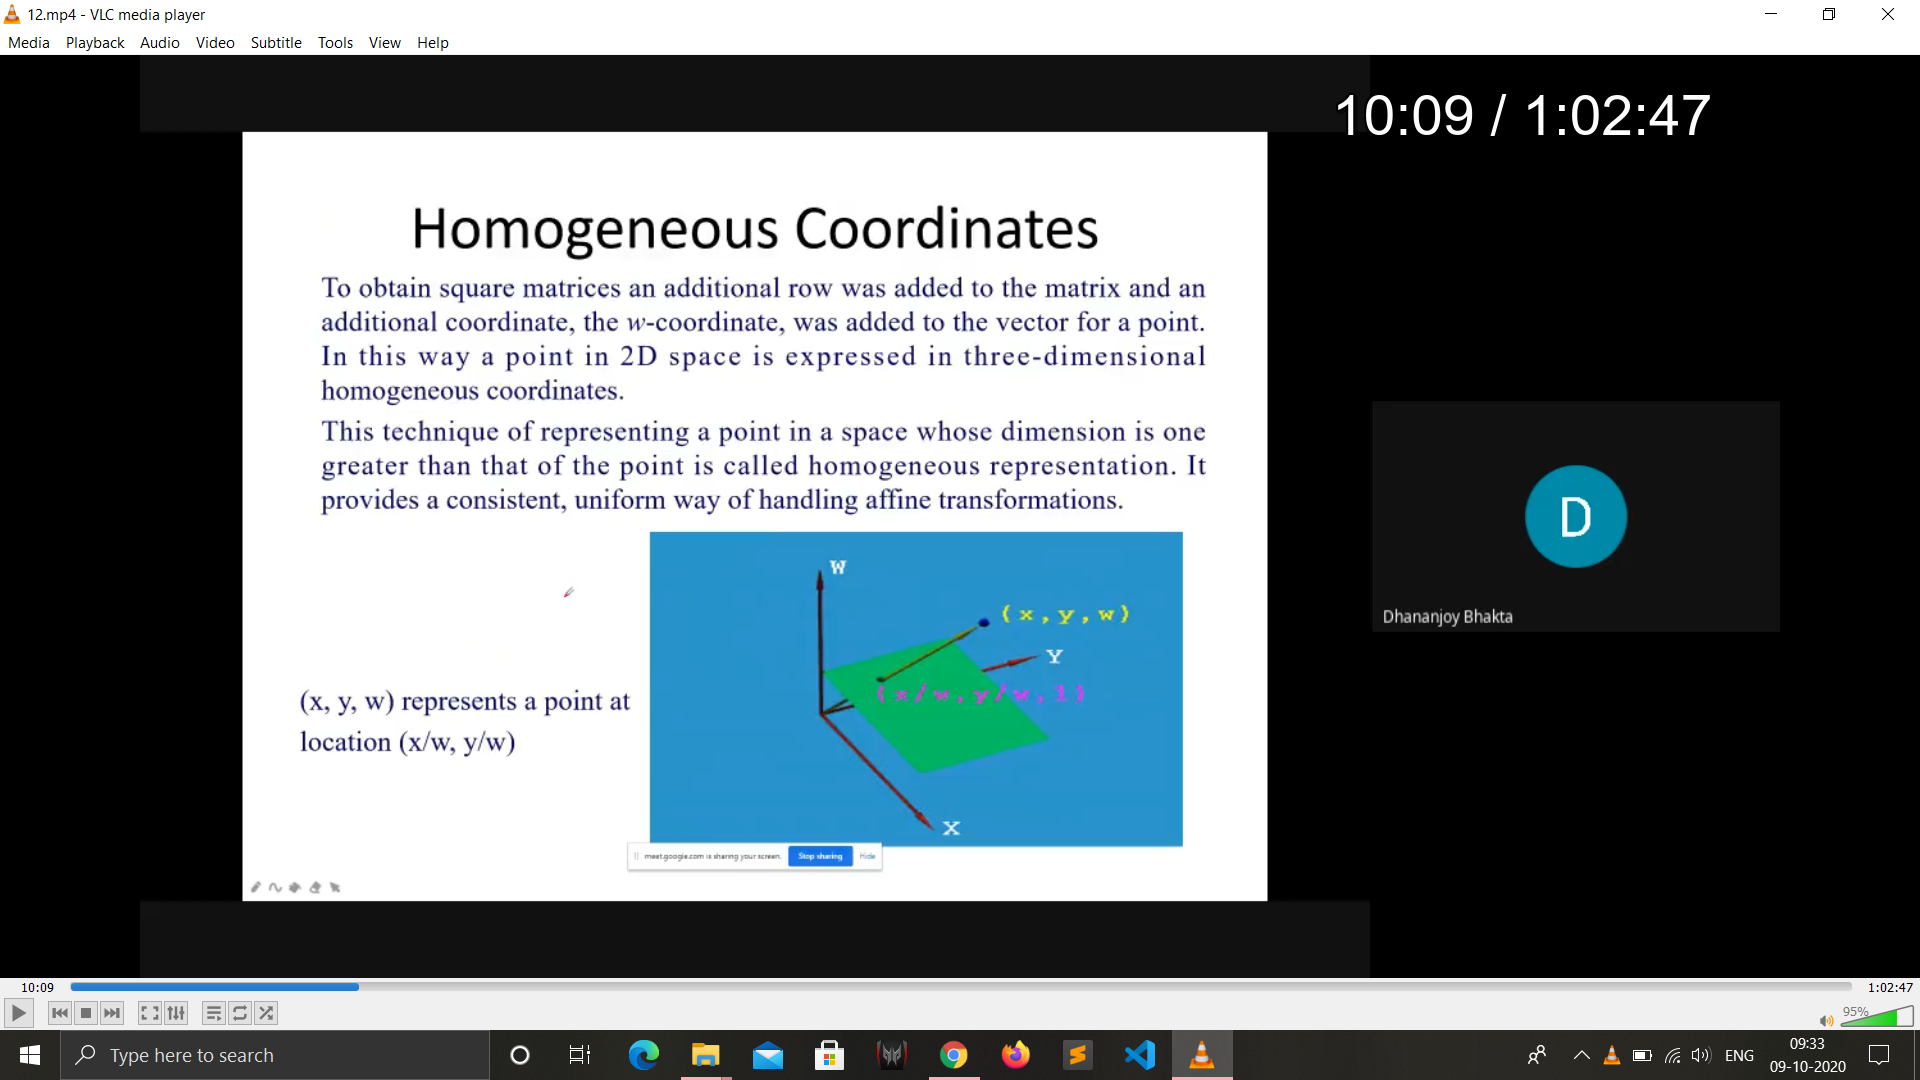 12.mp4 - VLC media player
Media Playback Audio Video Subtitle Tools View Help
10:09 / 1:02:47
Homogeneous Coordinates
To obtain square matrices an additional row was added to the matrix and an
additional coordinate, the w-coordinate, was added to the vector for a point.
In this way a point in 2D space is expressed in three-dimensional
homogeneous coordinates.
This technique of representing a point in a space whose dimension is one
greater than that of the point is called homogeneous representation. It
provides a consistent, uniform way of handling affine transformations.
W
(x,y,w)
Y
(x/w,y/w,1)
X
(x, y, w) represents a point at
location (x/w, y/w)
meet.google.com is sharing your screen. Stop sharing Hide
D
Dhananjoy Bhakta
10:09 1:02:47
95%
Type here to search
ENG
09:33
09-10-2020